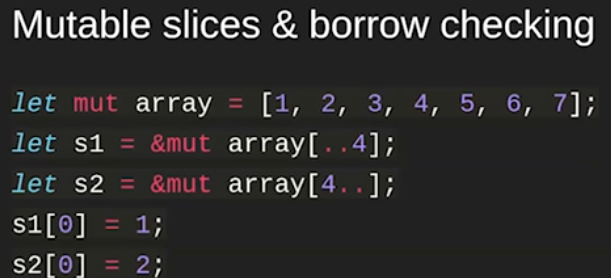 Mutable slices & borrow checking
let mut array = [1, 2, 3, 4, 5, 6, 7];
let s1 = &mut array[..4];
let s2 = &mut array[4..];
s1[0] = 1;
s2[0] = 2;